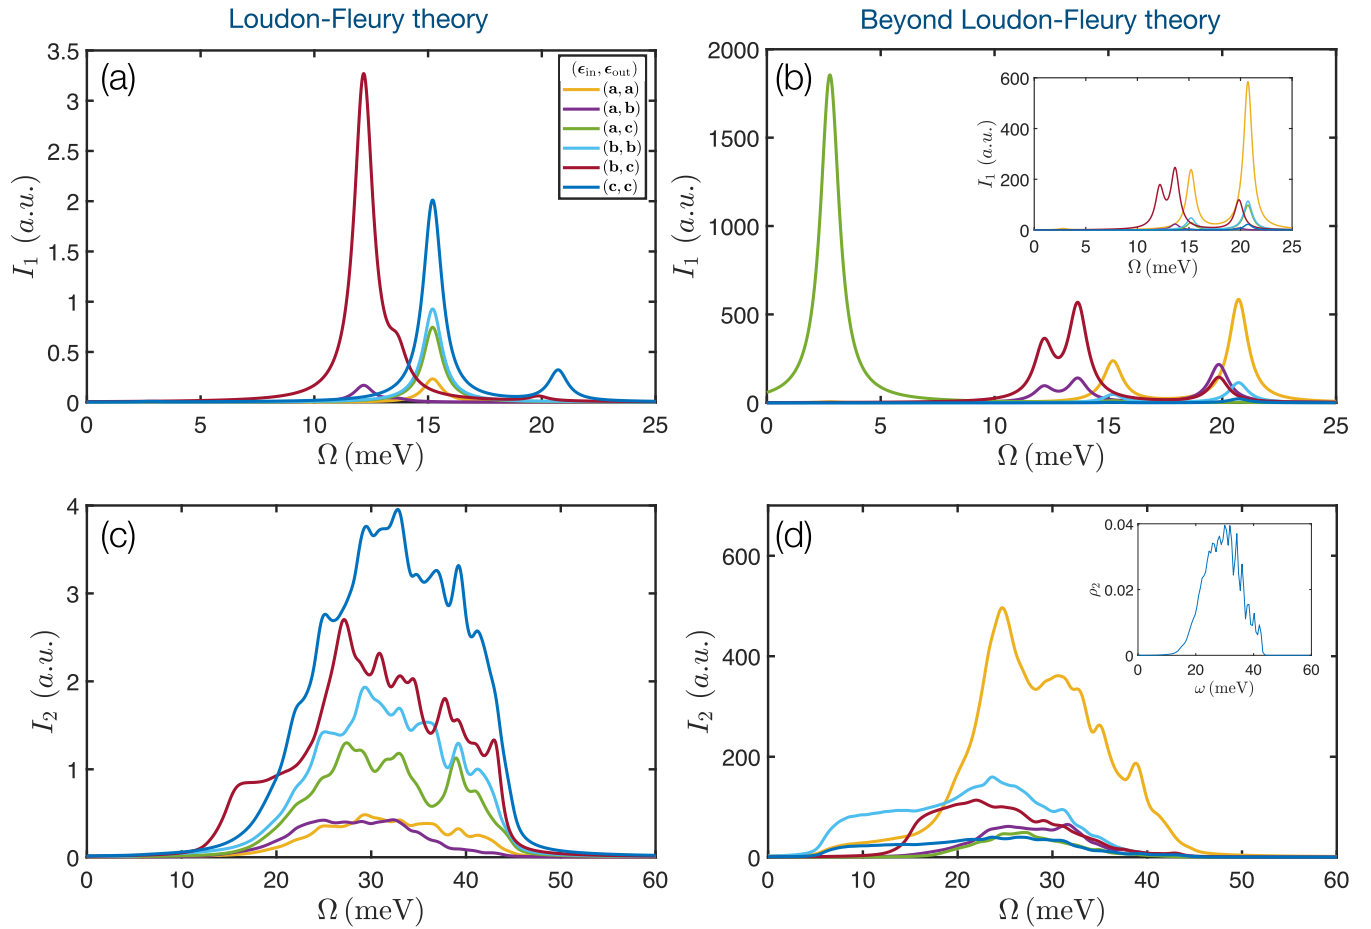 Loudon-Fleury theory
Beyond Loudon-Fleury theory
(a)
3.5
3
2.5
2
1.5
1
0.5
0
I₁ (a.u.)
0 5 10 15 20 25
Ω (meV)
(ϵ_in, ϵ_out)
(a, a)
(a, b)
(a, c)
(b, b)
(b, c)
(c, c)
(b)
2000
1500
1000
500
0
I₁ (a.u.)
0 5 10 15 20 25
Ω (meV)
600
400
200
0
I₁ (a.u.)
0 5 10 15 20 25
Ω (meV)
(c)
4
3
2
1
0
I₂ (a.u.)
0 10 20 30 40 50 60
Ω (meV)
(d)
600
400
200
0
I₂ (a.u.)
0 10 20 30 40 50 60
Ω (meV)
0.04
0.02
0
ρ₂
0 20 40 60
ω (meV)